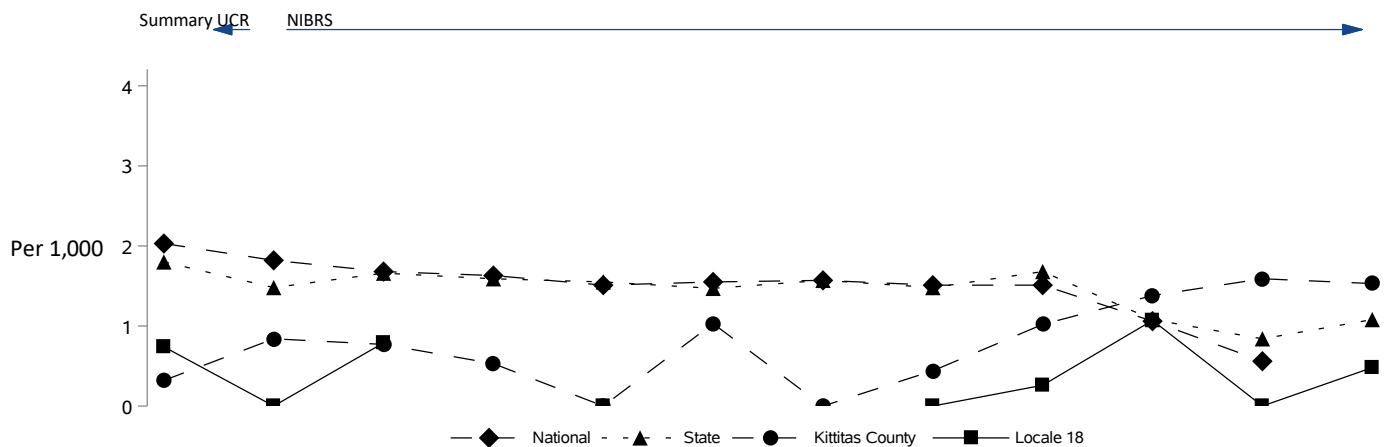 Summary UCR NIBRS
4
3
Per 1,000 2
1
0
National State Kittitas County Locale 18